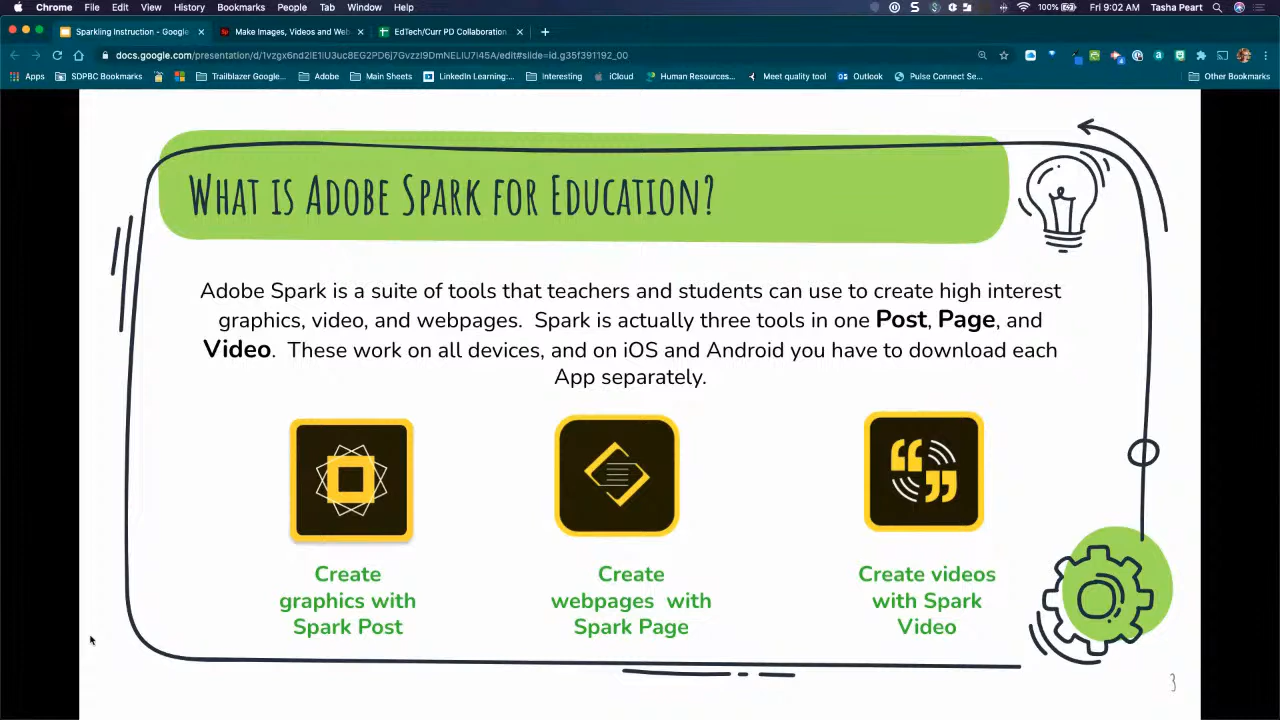 Chrome File Edit View History Bookmarks People Tab Window Help 100% Fri 9:02 AM Tasha Peart
Sparkling Instruction - Google Make Images, Videos and Web EdTech/Curr PD Collaboration
Apps SDPBC Bookmarks Trailblazer Google... Adobe Main Sheets LinkedIn Learning:... Interesting iCloud Human Resources... Meet quality tool Outlook Pulse Connect Se... Other Bookmarks
What is Adobe Spark for Education?
Adobe Spark is a suite of tools that teachers and students can use to create high interest
graphics, video, and webpages. Spark is actually three tools in one Post, Page, and
Video. These work on all devices, and on iOS and Android you have to download each
App separately.
Create
graphics with
Spark Post
Create
webpages with
Spark Page
Create videos
with Spark
Video
3